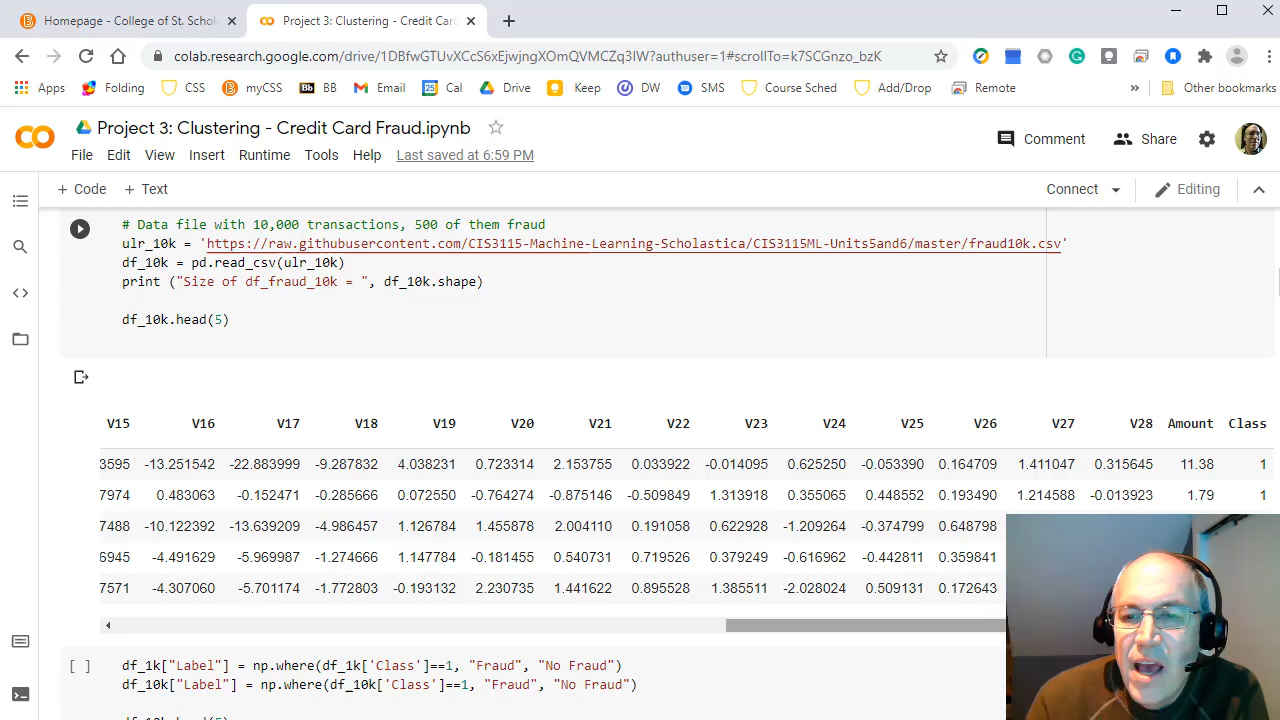 Homepage - College of St. Schol
Project 3: Clustering - Credit Card
colab.research.google.com/drive/1DBfwGTUvXCcS6xEjwjngXOmQVMCZq3IW?authuser=1#scrollTo=k7SCGnzo_bzK
Apps Folding CSS myCSS BB Email Cal Drive Keep DW SMS Course Sched Add/Drop Remote » Other bookmarks
Project 3: Clustering - Credit Card Fraud.ipynb
Comment Share
File Edit View Insert Runtime Tools Help Last saved at 6:59 PM
+ Code + Text Connect Editing
# Data file with 10,000 transactions, 500 of them fraud
ulr_10k = 'https://raw.githubusercontent.com/CIS3115-Machine-Learning-Scholastica/CIS3115ML-Units5and6/master/fraud10k.csv'
df_10k = pd.read_csv(ulr_10k)
print ("Size of df_fraud_10k = ", df_10k.shape)
df_10k.head(5)
V15 V16 V17 V18 V19 V20 V21 V22 V23 V24 V25 V26 V27 V28 Amount Class
3595 -13.251542 -22.883999 -9.287832 4.038231 0.723314 2.153755 0.033922 -0.014095 0.625250 -0.053390 0.164709 1.411047 0.315645 11.38 1
7974 0.483063 -0.152471 -0.285666 0.072550 -0.764274 -0.875146 -0.509849 1.313918 0.355065 0.448552 0.193490 1.214588 -0.013923 1.79 1
7488 -10.122392 -13.639209 -4.986457 1.126784 1.455878 2.004110 0.191058 0.622928 -1.209264 -0.374799 0.648798
6945 -4.491629 -5.969987 -1.274666 1.147784 -0.181455 0.540731 0.719526 0.379249 -0.616962 -0.442811 0.359841
7571 -4.307060 -5.701174 -1.772803 -0.193132 2.230735 1.441622 0.895528 1.385511 -2.028024 0.509131 0.172643
[ ] df_1k["Label"] = np.where(df_1k['Class']==1, "Fraud", "No Fraud")
df_10k["Label"] = np.where(df_10k['Class']==1, "Fraud", "No Fraud")